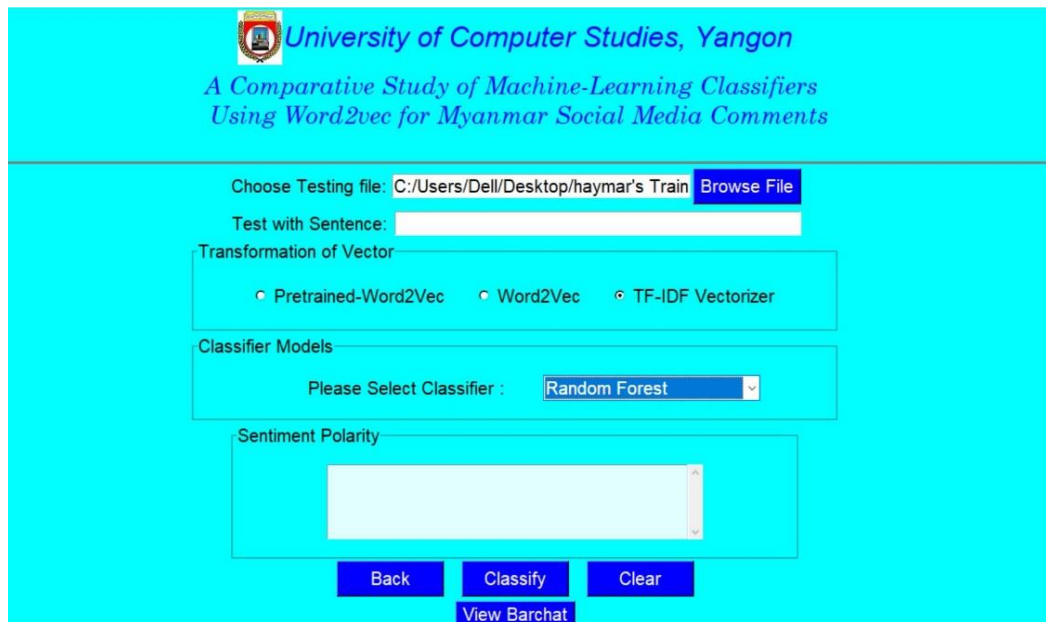 University of Computer Studies, Yangon
A Comparative Study of Machine-Learning Classifiers
Using Word2vec for Myanmar Social Media Comments
Choose Testing file: C:/Users/Dell/Desktop/haymar's Train Browse File
Test with Sentence:
Transformation of Vector
Pretrained-Word2Vec Word2Vec TF-IDF Vectorizer
Classifier Models
Please Select Classifier : Random Forest
Sentiment Polarity
Back Classify Clear
View Barchat